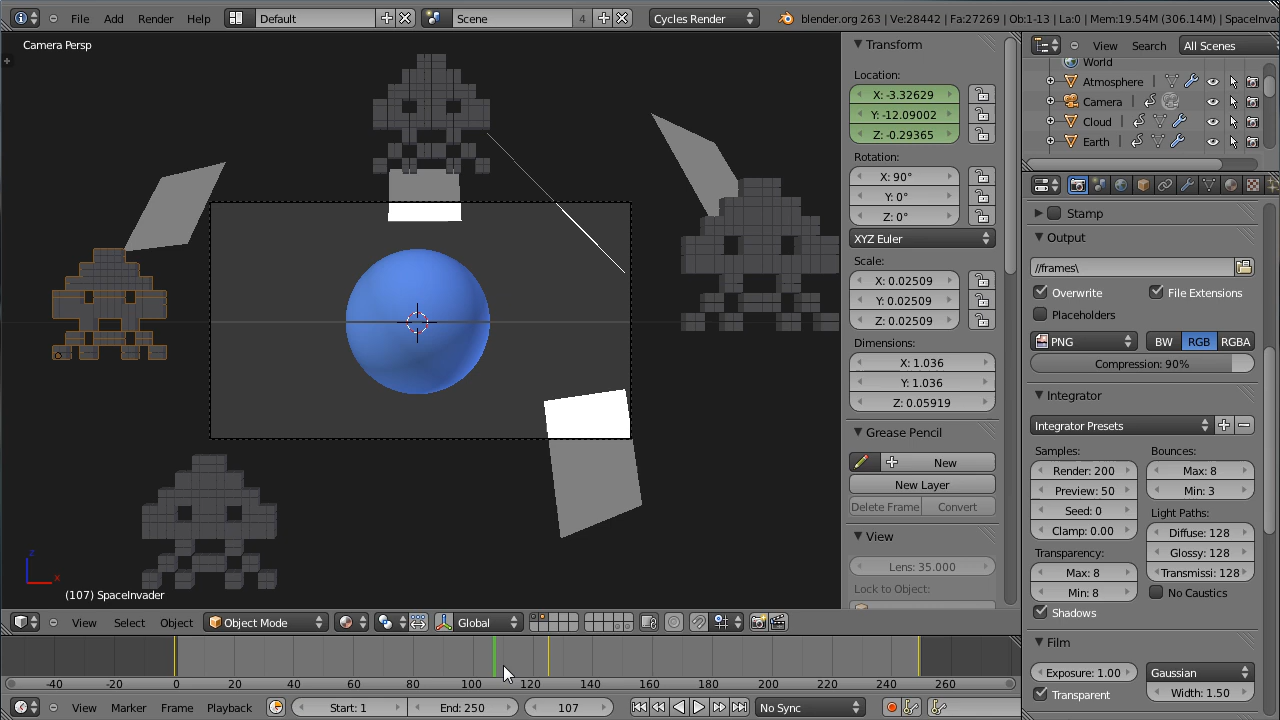 File Add Render Help Default Scene 4 Cycles Render blender.org 263 | Ve:28442 | Fa:27269 | Ob:1-13 | La:0 | Mem:19.54M (306.14M) | SpaceInvad
Camera Persp
Transform
Location:
X: -3.32629
Y: -12.09002
Z: -0.29365
Rotation:
X: 90°
Y: 0°
Z: 0°
XYZ Euler
Scale:
X: 0.02509
Y: 0.02509
Z: 0.02509
Dimensions:
X: 1.036
Y: 1.036
Z: 0.05919
Grease Pencil
New
New Layer
Delete Frame Convert
View
Lens: 35.000
Lock to Object:
z
x
(107) SpaceInvader
View Select Object Object Mode Global
-40 -20 0 20 40 60 80 100 120 140 160 180 200 220 240 260
View Marker Frame Playback Start: 1 End: 250 107 No Sync
View Search All Scenes
World
Atmosphere
Camera
Cloud
Earth
Stamp
Output
//frames\
Overwrite File Extensions
Placeholders
PNG BW RGB RGBA
Compression: 90%
Integrator
Integrator Presets
Samples: Bounces:
Render: 200 Max: 8
Preview: 50 Min: 3
Seed: 0 Light Paths:
Clamp: 0.00 Diffuse: 128
Transparency: Glossy: 128
Max: 8 Transmissi: 128
Min: 8 No Caustics
Shadows
Film
Exposure: 1.00 Gaussian
Transparent Width: 1.50